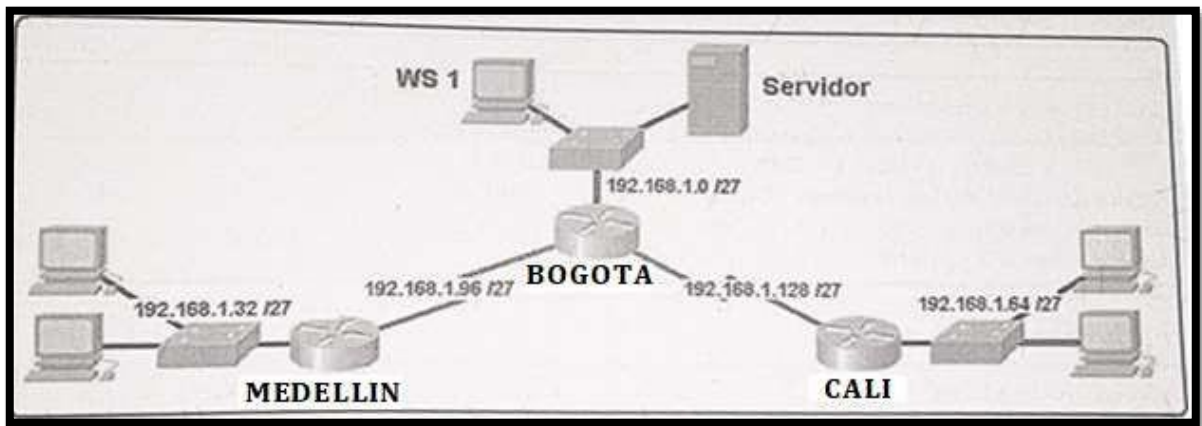 WS 1
Servidor
192.168.1.0 /27
BOGOTA
192.168.1.96 /27
192.168.1.128 /27
192.168.1.32 /27
192.168.1.64 /27
MEDELLIN
CALI